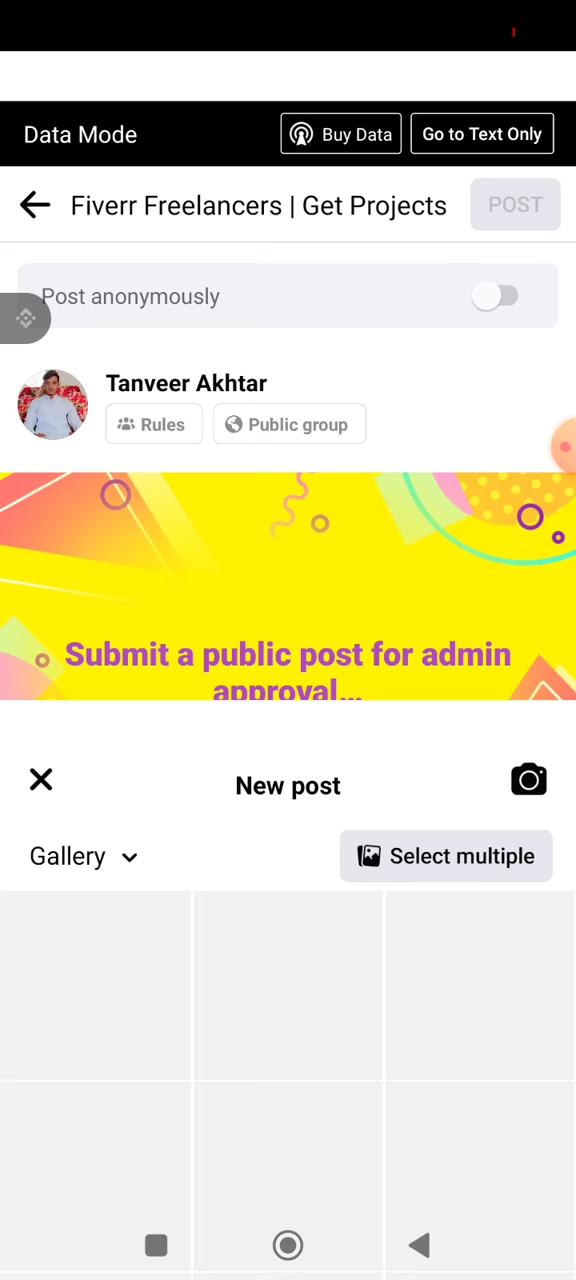 Data Mode
Buy Data
Go to Text Only
Fiverr Freelancers | Get Projects
POST
Post anonymously
Tanveer Akhtar
Rules
Public group
Submit a public post for admin
approval...
New post
Gallery
Select multiple